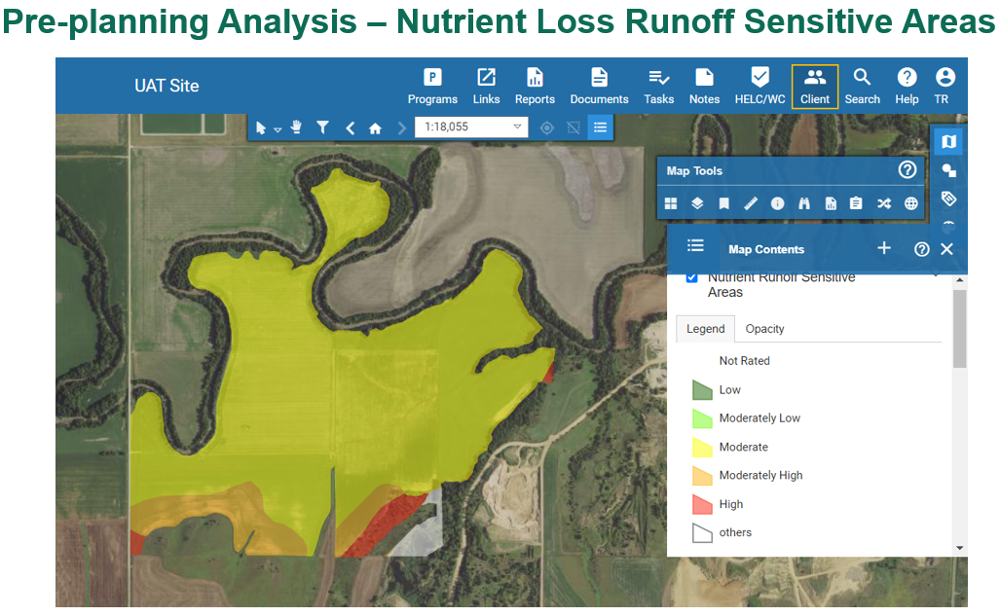 Pre-planning Analysis – Nutrient Loss Runoff Sensitive Areas
UAT Site
P
Programs
Links
Reports
Documents
Tasks
Notes
HELC/WC
Client
Search
?
Help
TR
1:18,055
Map Tools
?
Map Contents
?
Nutrient Runoff Sensitive
Areas
Legend
Opacity
Not Rated
Low
Moderately Low
Moderate
Moderately High
High
others